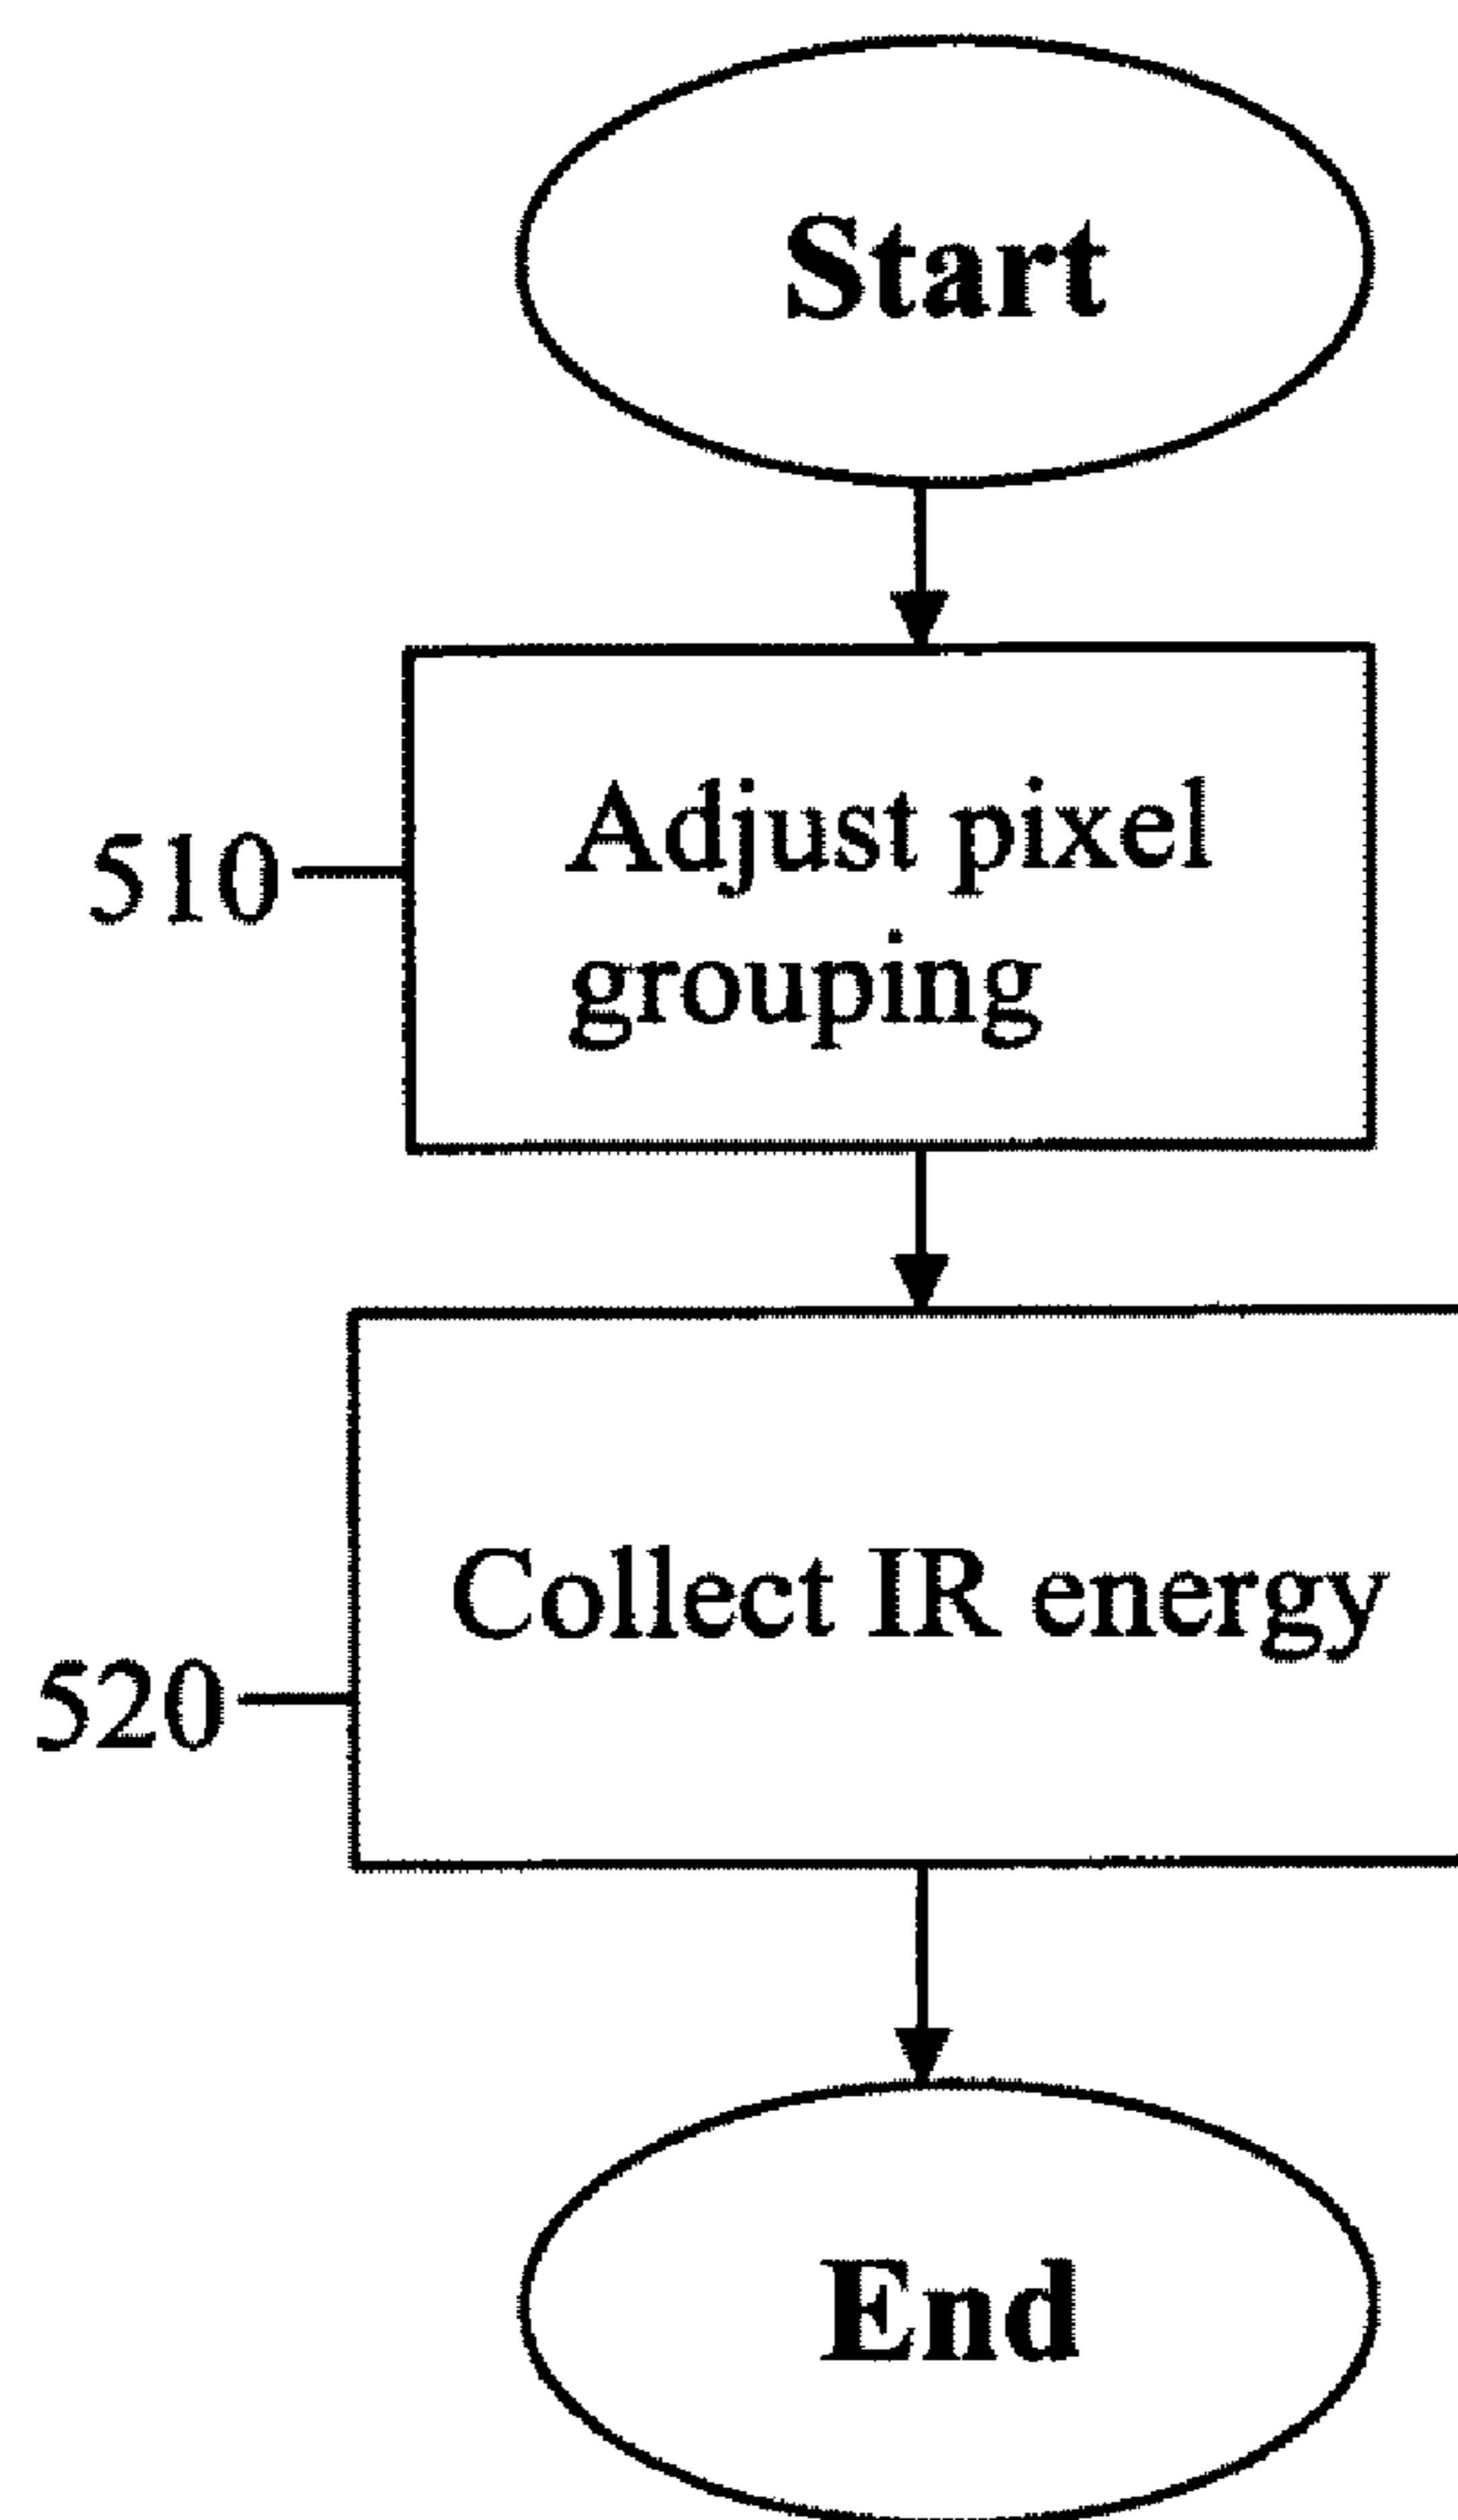 Start
510
Adjust pixel
grouping
Collect IR energy
520
End